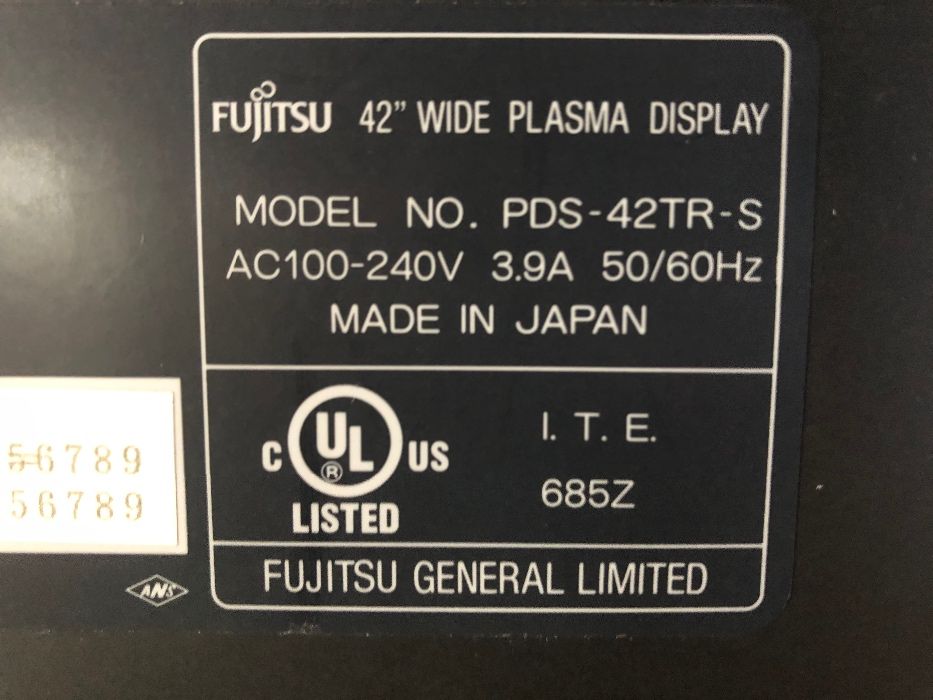 FUJITSU 42" WIDE PLASMA DISPLAY
MODEL NO. PDS-42TR-S
AC100-240V 3.9A 50/60Hz
MADE IN JAPAN
C UL ® US
LISTED
I. T. E.
685Z
56789
56789
ANS
FUJITSU GENERAL LIMITED